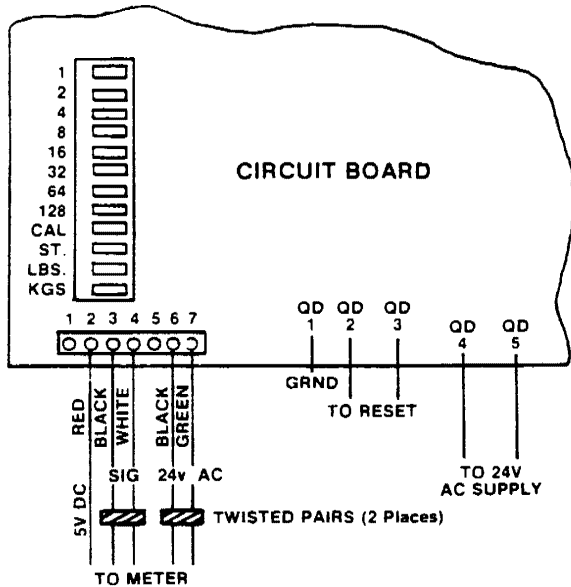 1
2
4
8
16
32
64
128
CAL
ST.
LBS.
KGS
CIRCUIT BOARD
1 2 3 4 5 6 7
QD 1
QD 2
QD 3
QD 4
QD 5
GRND
TO RESET
TO 24V
AC SUPPLY
RED
BLACK
WHITE
BLACK
GREEN
5V DC
SIG
24v AC
TWISTED PAIRS (2 Places)
TO METER